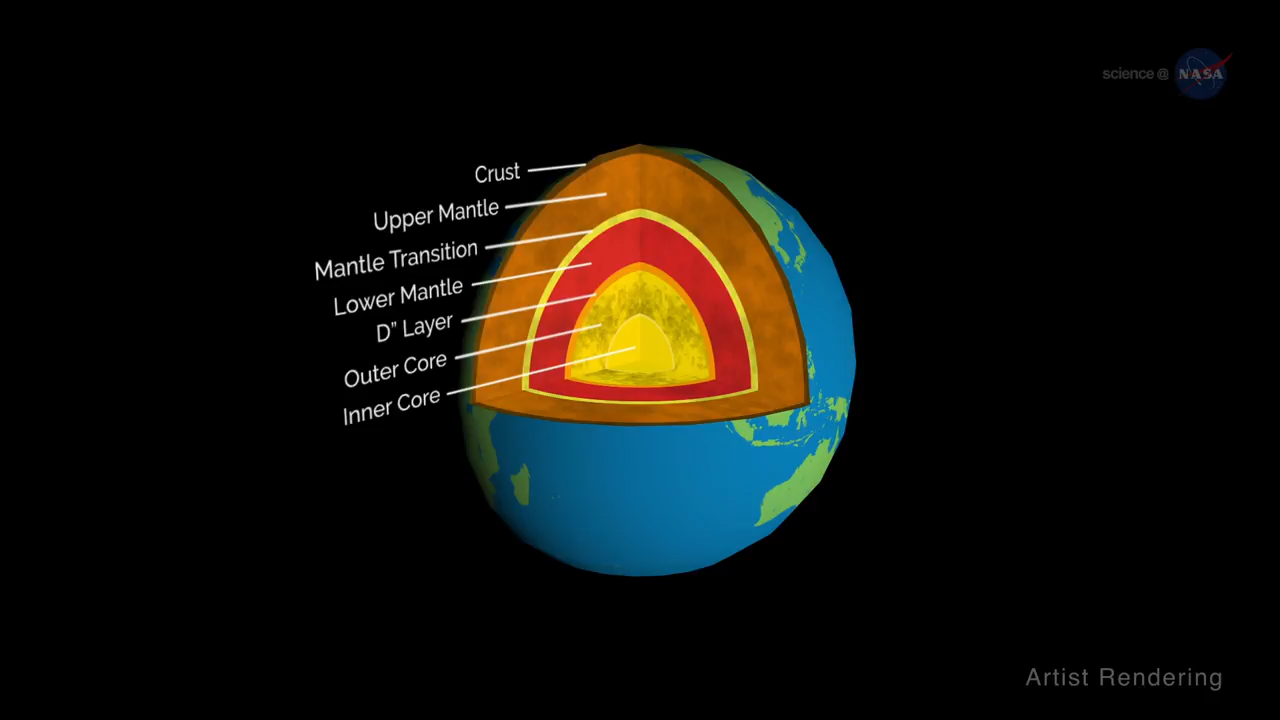 science@ NASA
Crust
Upper Mantle
Mantle Transition
Lower Mantle
D” Layer
Outer Core
Inner Core
Artist Rendering